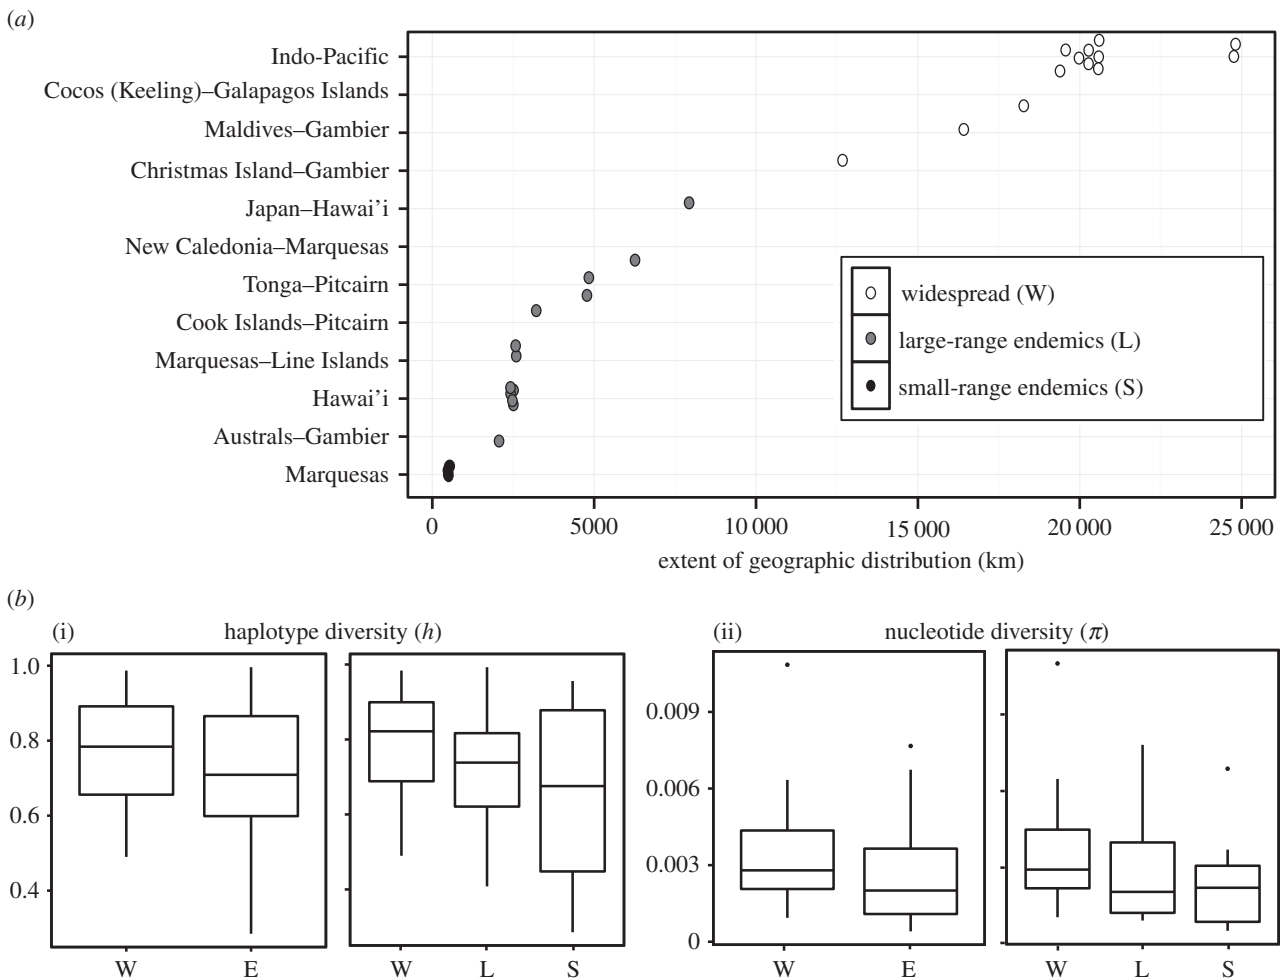 (a)
Indo-Pacific
Cocos (Keeling)–Galapagos Islands
Maldives–Gambier
Christmas Island–Gambier
Japan–Hawai’i
New Caledonia–Marquesas
Tonga–Pitcairn
Cook Islands–Pitcairn
Marquesas–Line Islands
Hawai’i
Australs–Gambier
Marquesas
widespread (W)
large-range endemics (L)
small-range endemics (S)
0 5000 10 000 15 000 20 000 25 000
extent of geographic distribution (km)
(b)
(i) haplotype diversity (h)
1.0
0.8
0.6
0.4
W E W L S
(ii) nucleotide diversity (π)
0.009
0.006
0.003
0
W E W L S